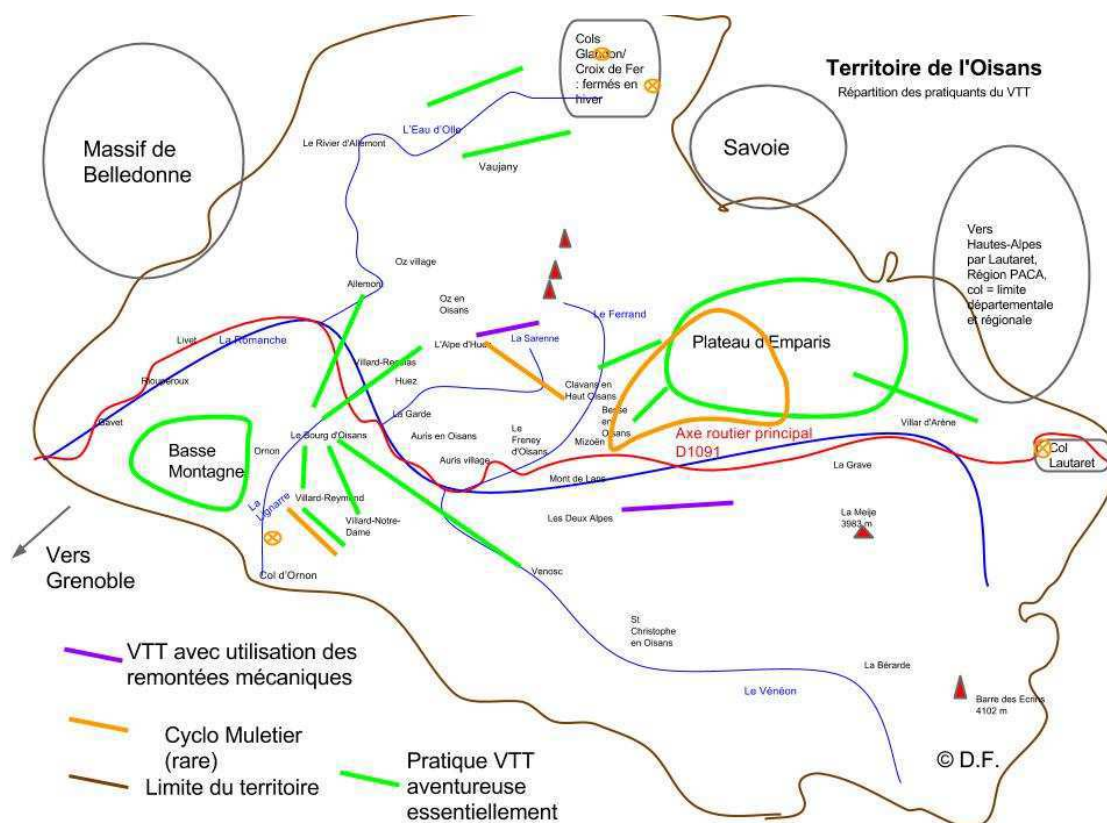 Territoire de l'Oisans
Répartition des pratiquants du VTT
Cols
Glandon/
Croix de Fer
: fermés en
hiver
Massif de
Belledonne
Savoie
Vers
Hautes-Alpes
par Lautaret,
Région PACA,
col = limite
départementale
et régionale
L'Eau d'Olle
Le Rivier d'Allemont
Vaujany
Oz village
Allemont
Oz en
Oisans
Le Ferrand
Livet
La Romanche
La Sarenne
L'Alpe d'Huez
Plateau d'Emparis
Villard-Reculas
Rioupéroux
Huez
Clavans en
Haut Oisans
Gavet
La Garde
Besse
en
Oisans
Villar d'Arène
Le Bourg d'Oisans
Auris en Oisans
Le
Freney
d'Oisans
Mizoën
Axe routier principal
D1091
Basse
Montagne
Ornon
Auris village
Col
Lautaret
La Grave
Mont de Lans
La
Lignarre
Villard-Reymond
Villard-Notre-
Dame
Les Deux Alpes
La Meije
3983 m
Vers
Grenoble
Col d'Ornon
Venosc
St
Christophe
en Oisans
VTT avec utilisation des
remontées mécaniques
La Bérarde
Le Vénéon
Barre des Ecrins
4102 m
Cyclo Muletier
(rare)
Limite du territoire
Pratique VTT
aventureuse
essentiellement
© D.F.